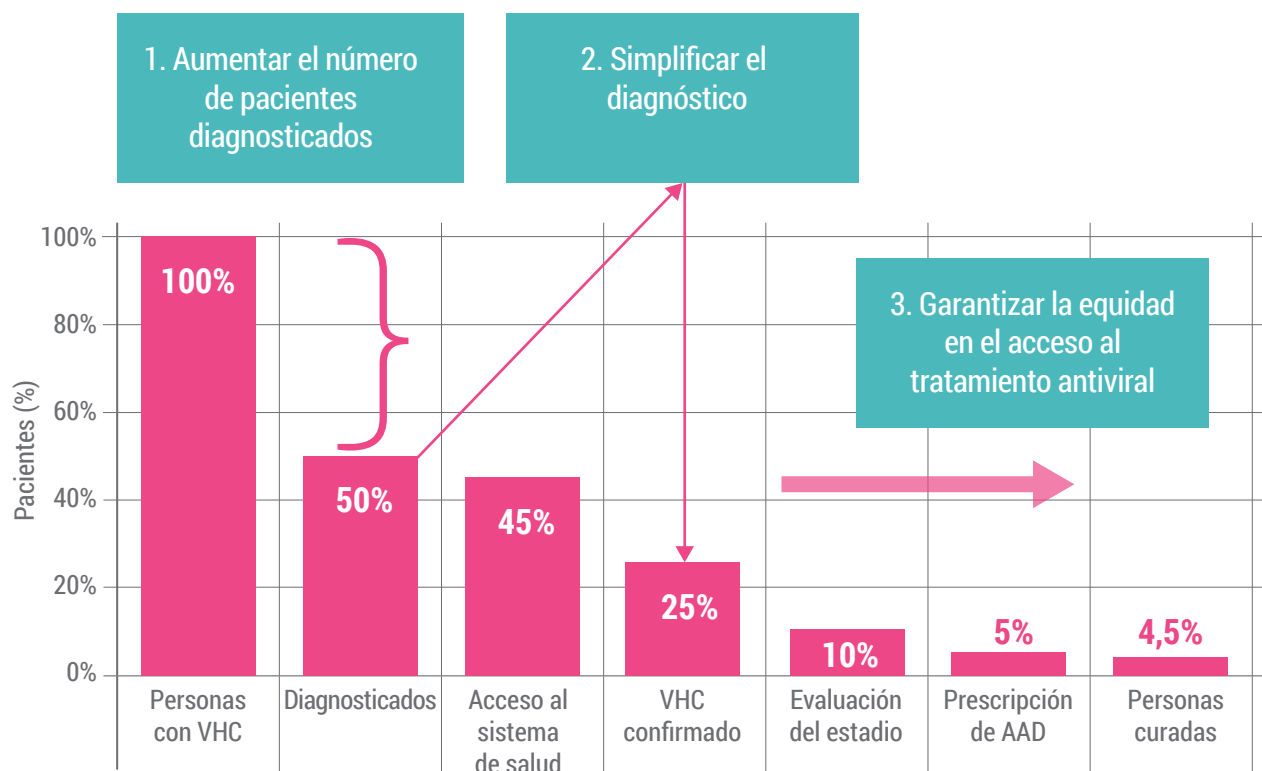 1. Aumentar el número
de pacientes
diagnosticados
2. Simplificar el
diagnóstico
3. Garantizar la equidad
en el acceso al
tratamiento antiviral
Pacientes (%)
100%
80%
60%
40%
20%
0%
100%
50%
45%
25%
10%
5%
4,5%
Personas
con VHC
Diagnosticados
Acceso al
sistema
de salud
VHC
confirmado
Evaluación
del estadio
Prescripción
de AAD
Personas
curadas